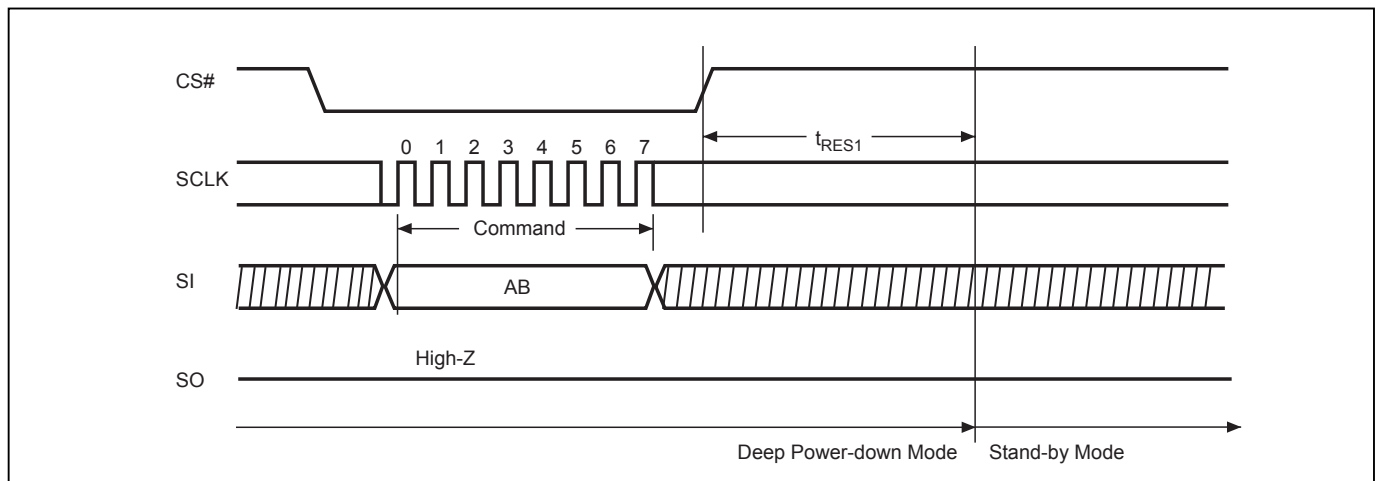 CS#
tRES1
0 1 2 3 4 5 6 7
SCLK
Command
SI
AB
High-Z
SO
Deep Power-down Mode Stand-by Mode